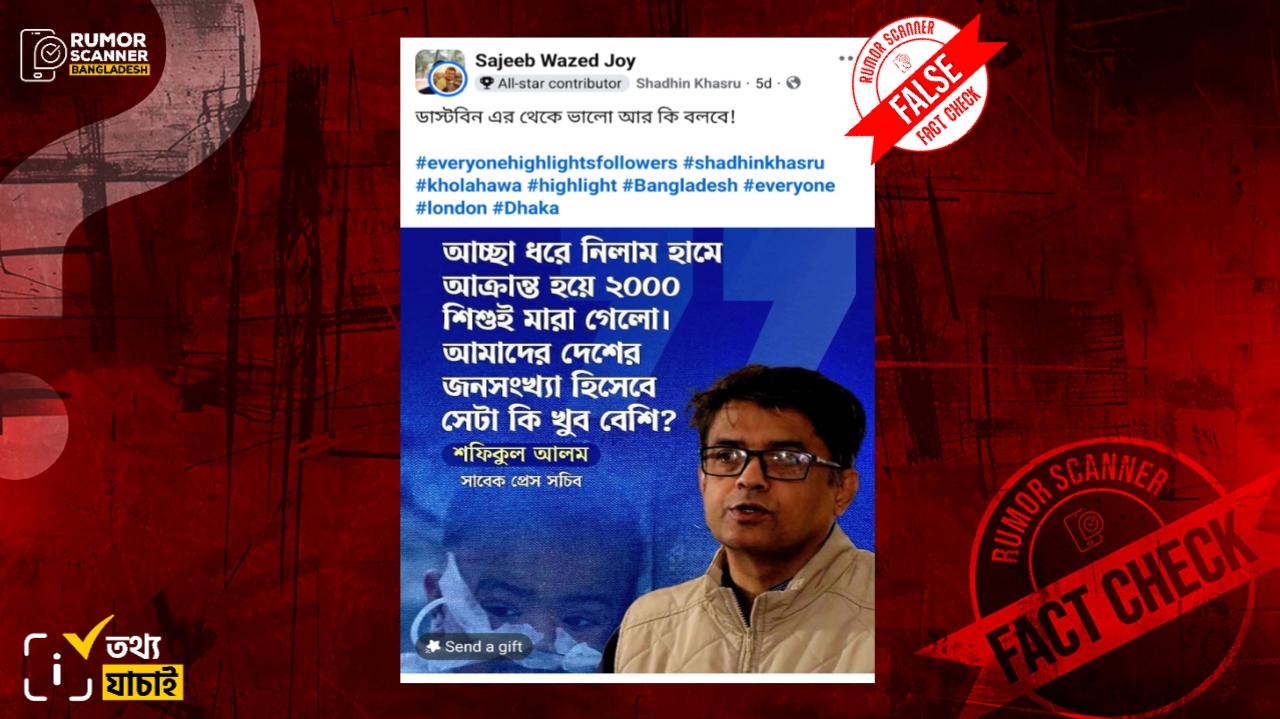 RUMOR
SCANNER
BANGLADESH
Sajeeb Wazed Joy
All-star contributor Shadhin Khasru · 5d ·
ডাস্টবিন এর থেকে ভালো আর কি বলবে!
#everyonehighlightsfollowers #shadhinkhasru
#kholahawa #highlight #Bangladesh #everyone
#london #Dhaka
RUMOR SCANNER
FALSE
FACT CHECK
আচ্ছা ধরে নিলাম হামে
আক্রান্ত হয়ে ২০০০
শিশুই মারা গেলো।
আমাদের দেশের
জনসংখ্যা হিসেবে
সেটা কি খুব বেশি?
শফিকুল আলম
সাবেক প্রেস সচিব
Send a gift
RUMOR SCANNER
FACT CHECK
তথ্য
যাচাই